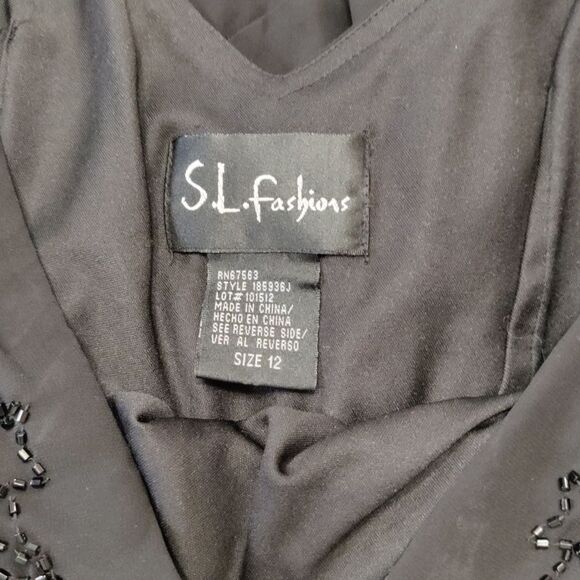 S.L.fashions
RN67563
STYLE 185936J
LOT# 101512
MADE IN CHINA/
HECHO EN CHINA
SEE REVERSE SIDE/
VER AL REVERSO
SIZE 12